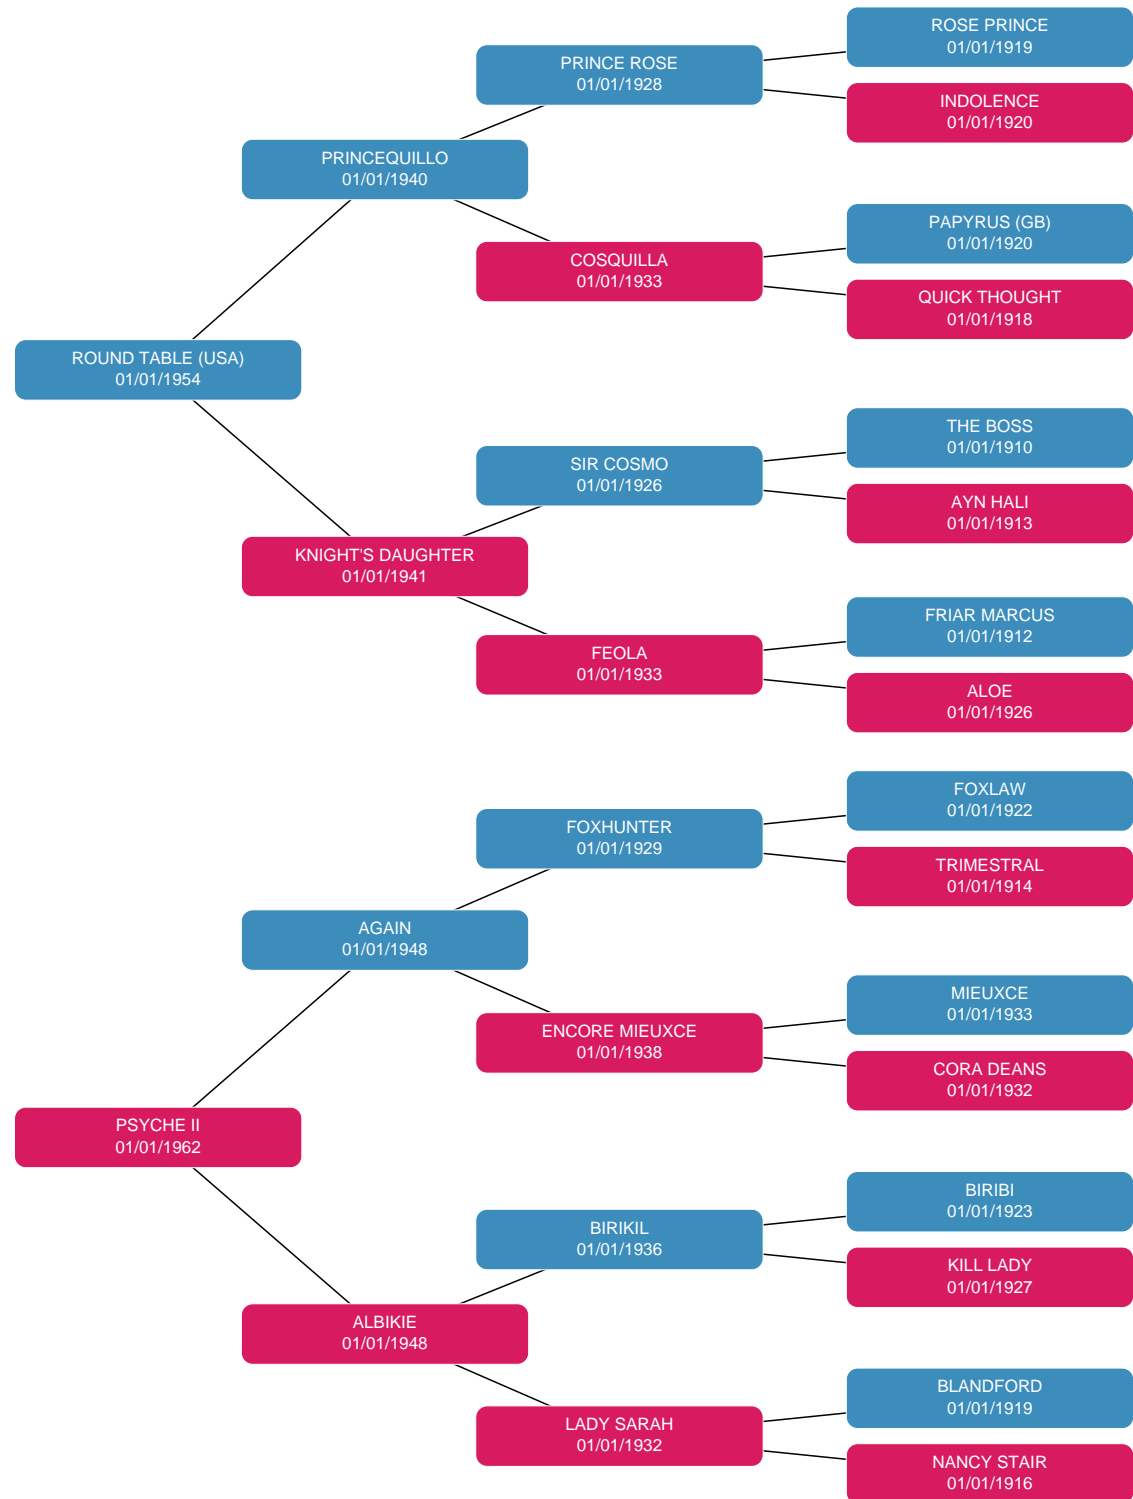 ROSE PRINCE
01/01/1919
PRINCE ROSE
01/01/1928
INDOLENCE
01/01/1920
PRINCEQUILLO
01/01/1940
PAPYRUS (GB)
01/01/1920
COSQUILLA
01/01/1933
QUICK THOUGHT
01/01/1918
ROUND TABLE (USA)
01/01/1954
THE BOSS
01/01/1910
SIR COSMO
01/01/1926
AYN HALI
01/01/1913
KNIGHT'S DAUGHTER
01/01/1941
FRIAR MARCUS
01/01/1912
FEOLA
01/01/1933
ALOE
01/01/1926
FOXLAW
01/01/1922
FOXHUNTER
01/01/1929
TRIMESTRAL
01/01/1914
AGAIN
01/01/1948
MIEUXCE
01/01/1933
ENCORE MIEUXCE
01/01/1938
CORA DEANS
01/01/1932
PSYCHE II
01/01/1962
BIRIBI
01/01/1923
BIRIKIL
01/01/1936
KILL LADY
01/01/1927
ALBIKIE
01/01/1948
BLANDFORD
01/01/1919
LADY SARAH
01/01/1932
NANCY STAIR
01/01/1916